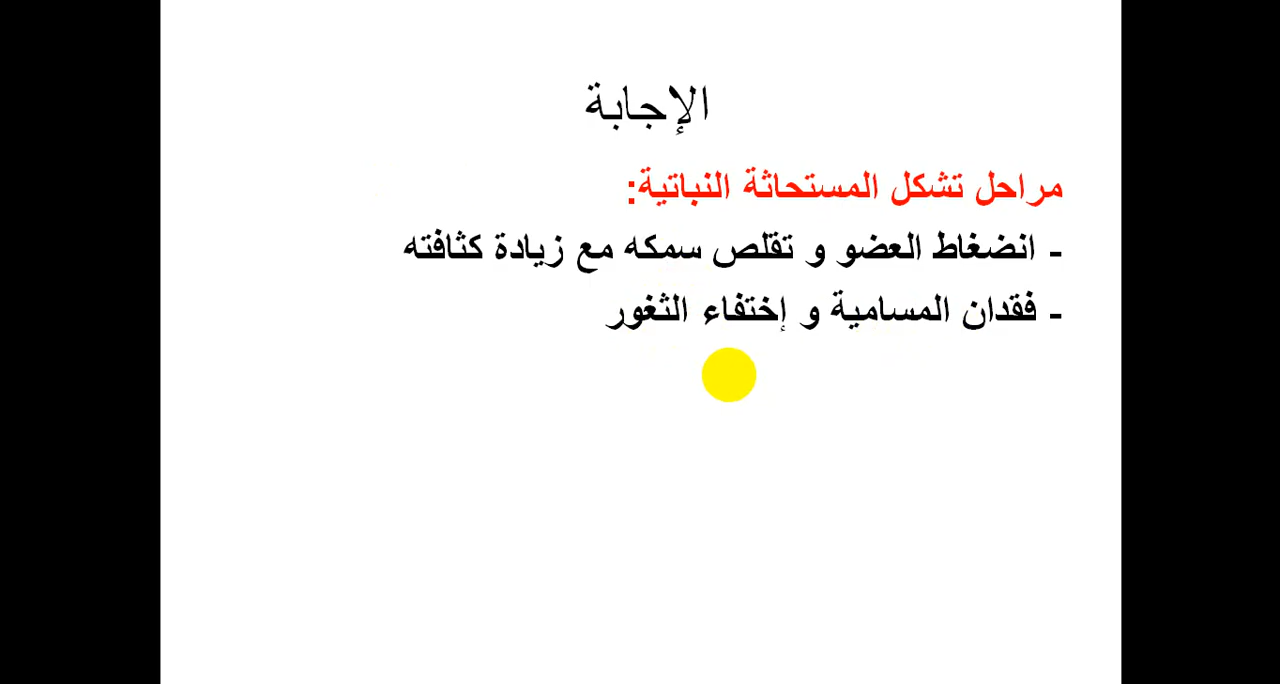 الإجابة
مراحل تشكل المستحاثة النباتية:
- انضغاط العضو و تقلص سمكه مع زيادة كثافته
- فقدان المسامية و إختفاء الثغور